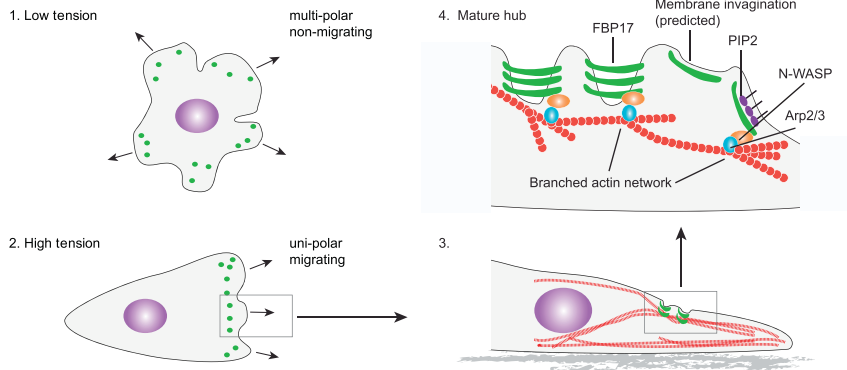 1. Low tension
multi-polar
non-migrating
4. Mature hub
Membrane invagination
(predicted)
FBP17
PIP2
N-WASP
Arp2/3
Branched actin network
2. High tension
uni-polar
migrating
3.